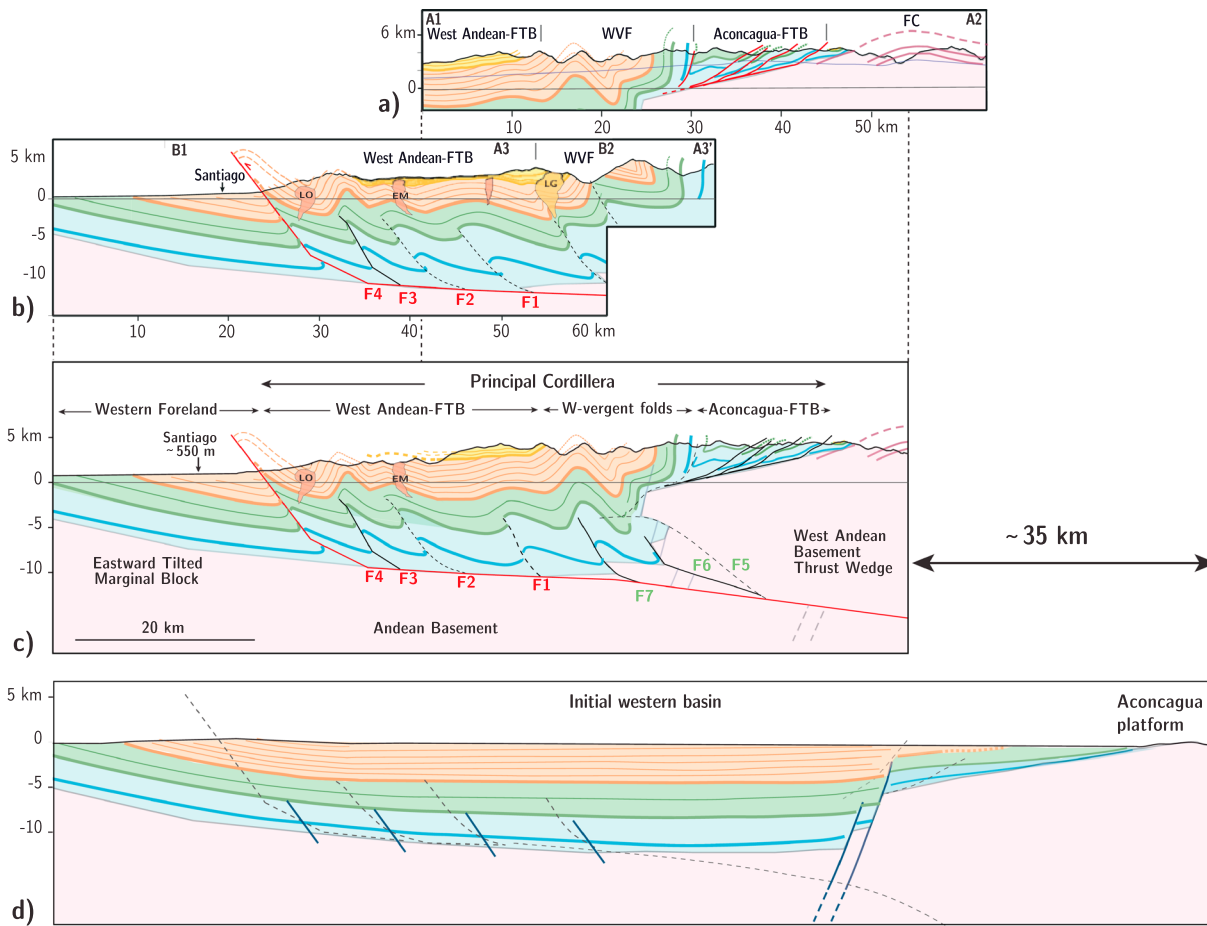 A1
A2
6 km
West Andean-FTB
WVF
Aconcagua-FTB
FC
0
a)
10
20
30
40
50 km
5 km
B1
West Andean-FTB
A3
WVF
B2
A3'
Santiago
0
LO
EM
LG
-5
-10
b)
F4
F3
F2
F1
10
20
30
40
50
60 km
Principal Cordillera
Western Foreland
West Andean-FTB
W-vergent folds
Aconcagua-FTB
5 km
Santiago
~ 550 m
0
LO
EM
-5
-10
Eastward Tilted
Marginal Block
F4
F3
F2
F1
F7
F6
F5
West Andean
Basement
Thrust Wedge
~ 35 km
20 km
Andean Basement
c)
5 km
Initial western basin
Aconcagua
platform
0
-5
-10
d)